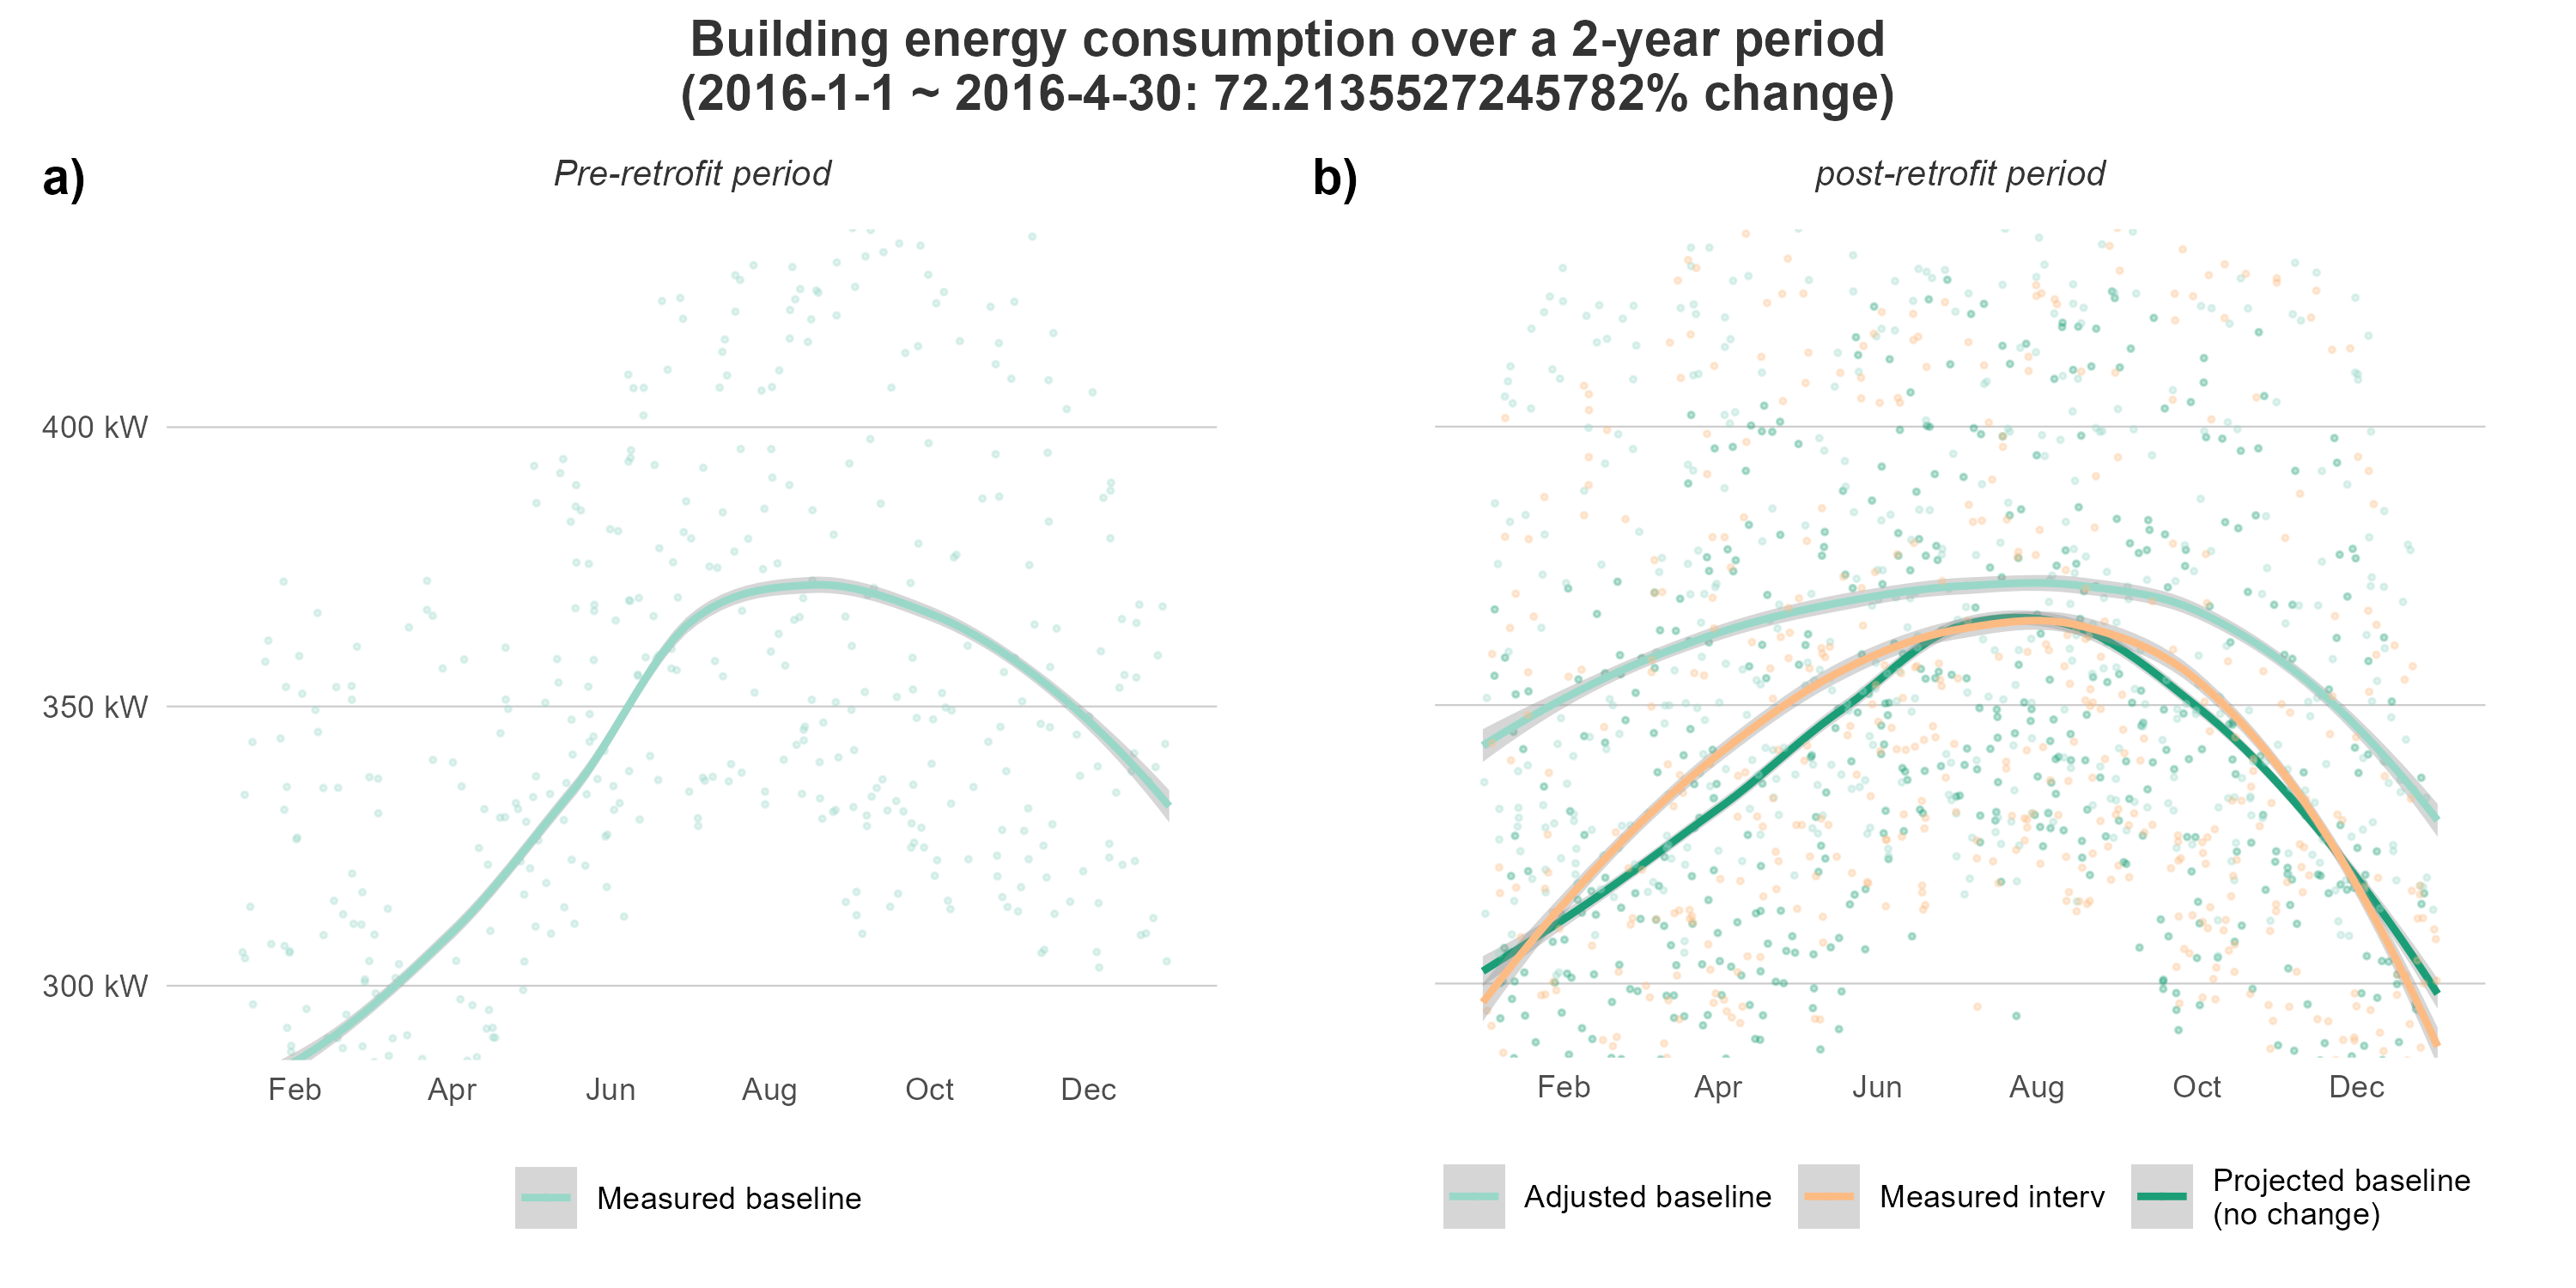 Building energy consumption over a 2-year period
(2016-1-1 ~ 2016-4-30: 72.2135527245782% change)
a)
Pre-retrofit period
400 kW
350 kW
300 kW
Feb Apr Jun Aug Oct Dec
Measured baseline
b)
post-retrofit period
Feb Apr Jun Aug Oct Dec
Adjusted baseline Measured interv Projected baseline
(no change)